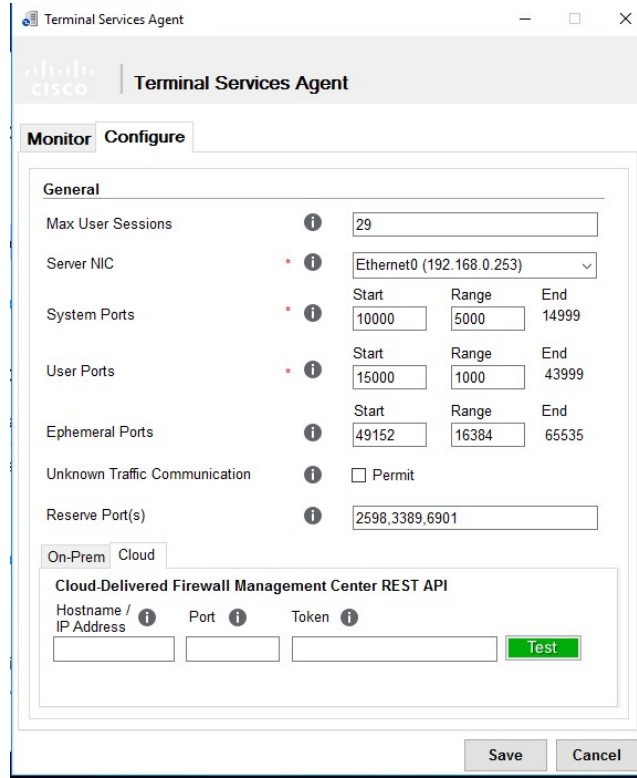 Terminal Services Agent
CISCO
Terminal Services Agent
Monitor Configure
General
Max User Sessions 29
Server NIC * Ethernet0 (192.168.0.253)
Start Range End
System Ports * 10000 5000 14999
Start Range End
User Ports * 15000 1000 43999
Start Range End
Ephemeral Ports 49152 16384 65535
Unknown Traffic Communication Permit
Reserve Port(s) 2598,3389,6901
On-Prem Cloud
Cloud-Delivered Firewall Management Center REST API
Hostname /
IP Address Port Token
Test
Save Cancel